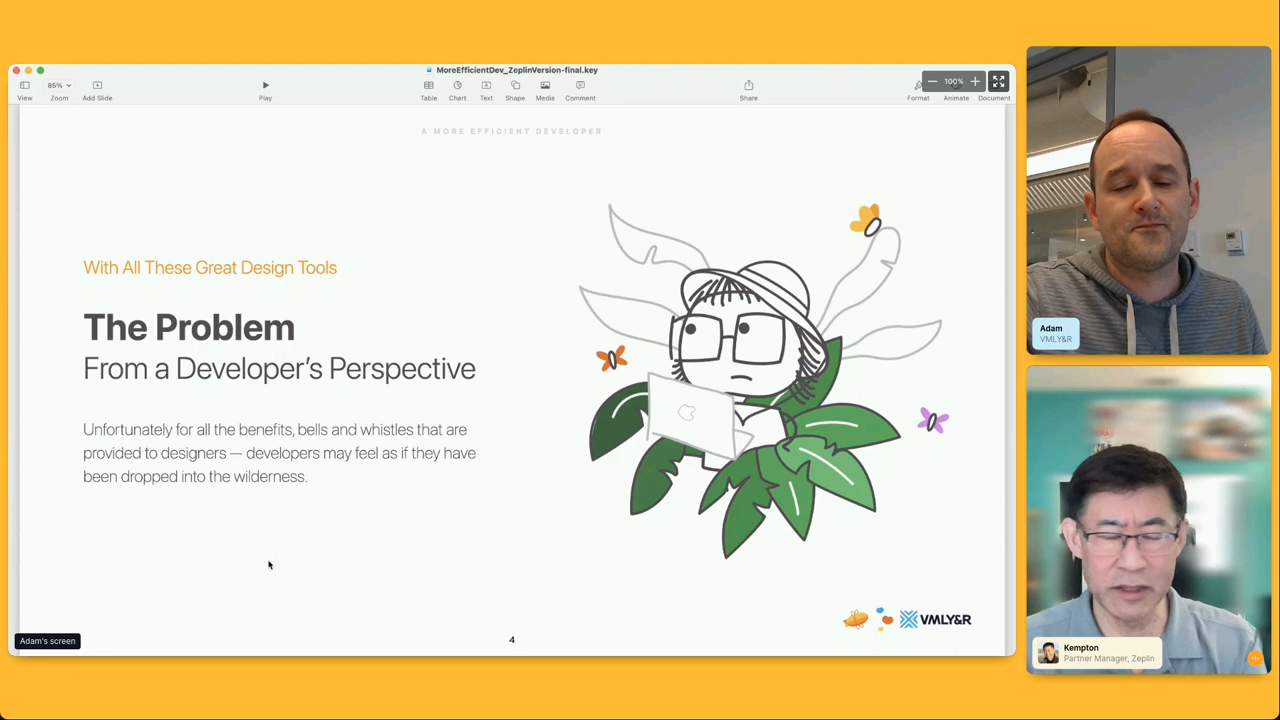 MoreEfficientDev_ZeplinVersion-final.key
85%
100%
View
Zoom
Add Slide
Play
Table
Chart
Text
Shape
Media
Comment
Share
Format
Animate
Document
A MORE EFFICIENT DEVELOPER
With All These Great Design Tools
The Problem
From a Developer's Perspective
Unfortunately for all the benefits, bells and whistles that are
provided to designers — developers may feel as if they have
been dropped into the wilderness.
VMLY&R
4
Adam's screen
Adam
VMLY&R
Kempton
Partner Manager, Zeplin